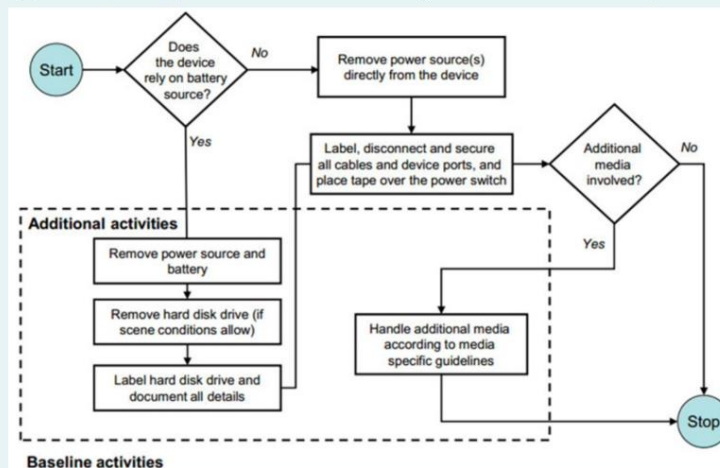 Start
Does
the device
rely on battery
source?
No
Remove power source(s)
directly from the device
Yes
Label, disconnect and secure
all cables and device ports, and
place tape over the power switch
Additional
media
involved?
No
Yes
Additional activities
Remove power source and
battery
Remove hard disk drive (if
scene conditions allow)
Label hard disk drive and
document all details
Handle additional media
according to media
specific guidelines
Stop
Baseline activities